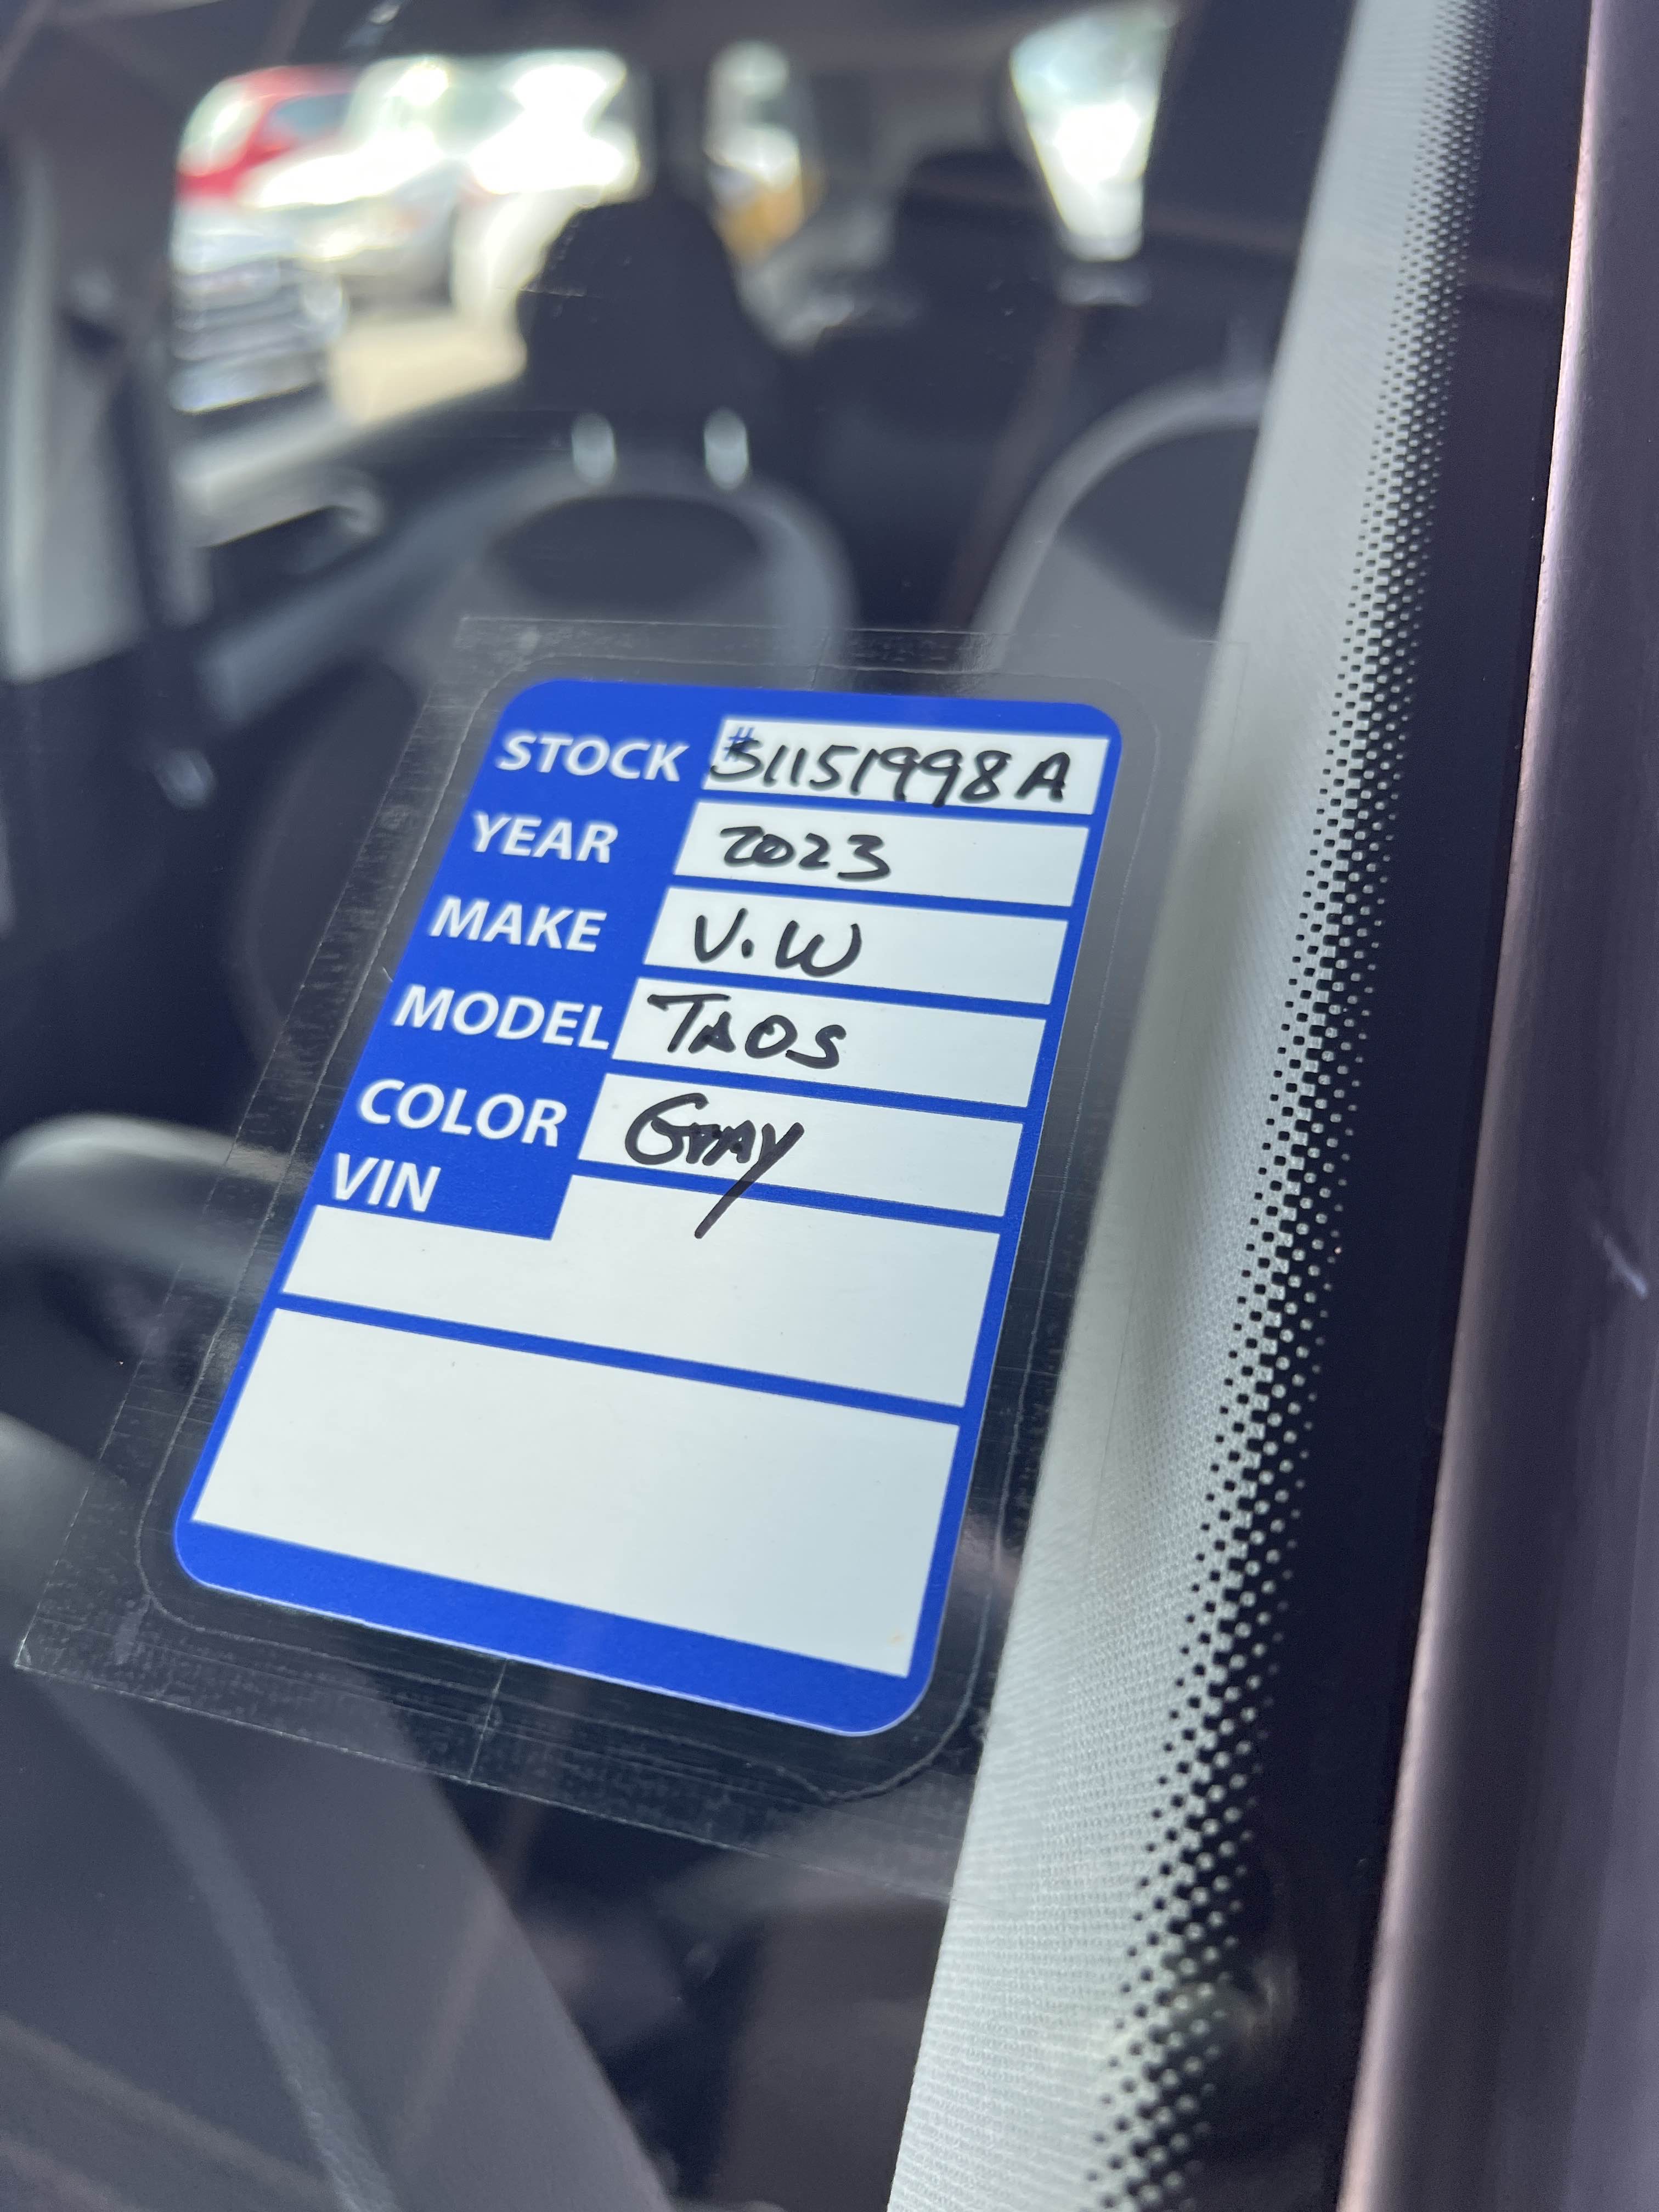 STOCK #S1151998A
YEAR 2023
MAKE V.W
MODEL TAOS
COLOR GRAY
VIN